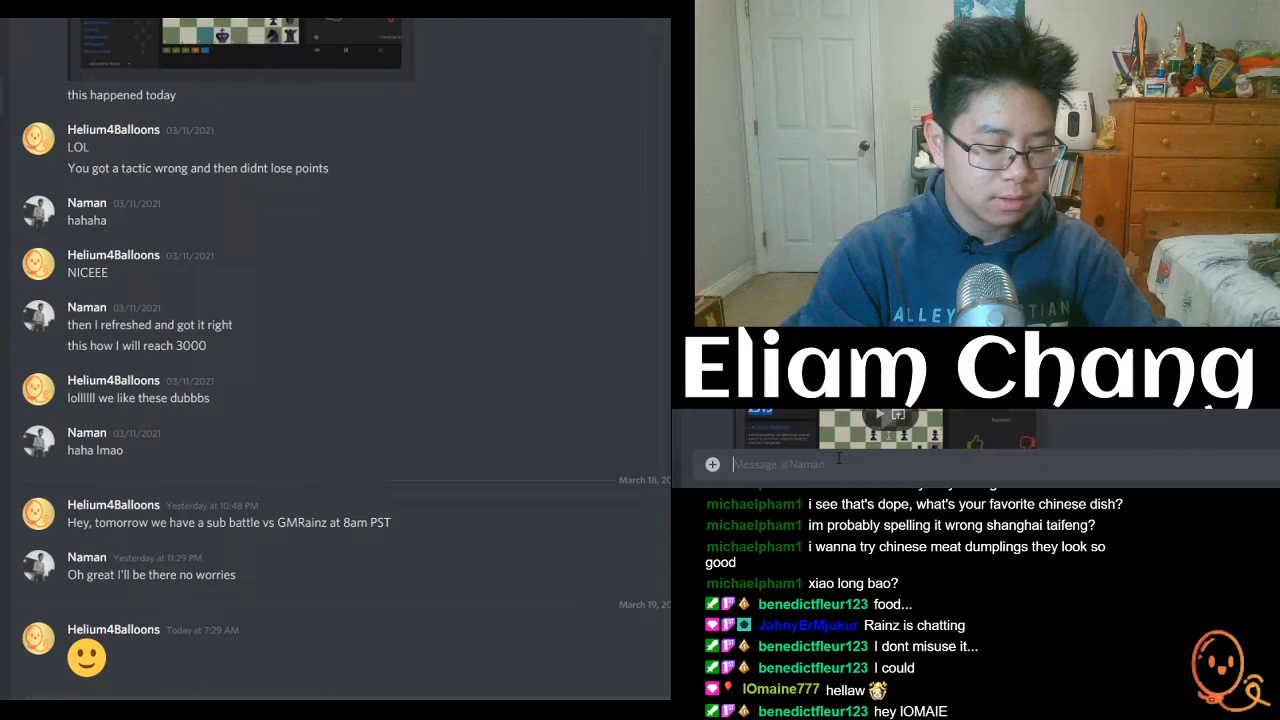 this happened today
Helium4Balloons 03/11/2021
LOL
You got a tactic wrong and then didnt lose points
Naman 03/11/2021
hahaha
Helium4Balloons 03/11/2021
NICEEE
Naman 03/11/2021
then I refreshed and got it right
this how I will reach 3000
Helium4Balloons 03/11/2021
lolllll we like these dubbbs
Naman 03/11/2021
haha lmao
March 18, 20
Helium4Balloons Yesterday at 10:48 PM
Hey, tomorrow we have a sub battle vs GMRainz at 8am PST
Naman Yesterday at 11:29 PM
Oh great I'll be there no worries
March 19, 20
Helium4Balloons Today at 7:29 AM
ALLEY
Eliam Chang
Message @Naman
michaelpham1 i see that's dope, what's your favorite chinese dish?
michaelpham1 im probably spelling it wrong shanghai taifeng?
michaelpham1 i wanna try chinese meat dumplings they look so
good
michaelpham1 xiao long bao?
benedictfleur123 food...
JahnyErMjukur Rainz is chatting
benedictfleur123 I dont misuse it...
benedictfleur123 I could
IOmaine777 hellaw
benedictfleur123 hey IOMAIE